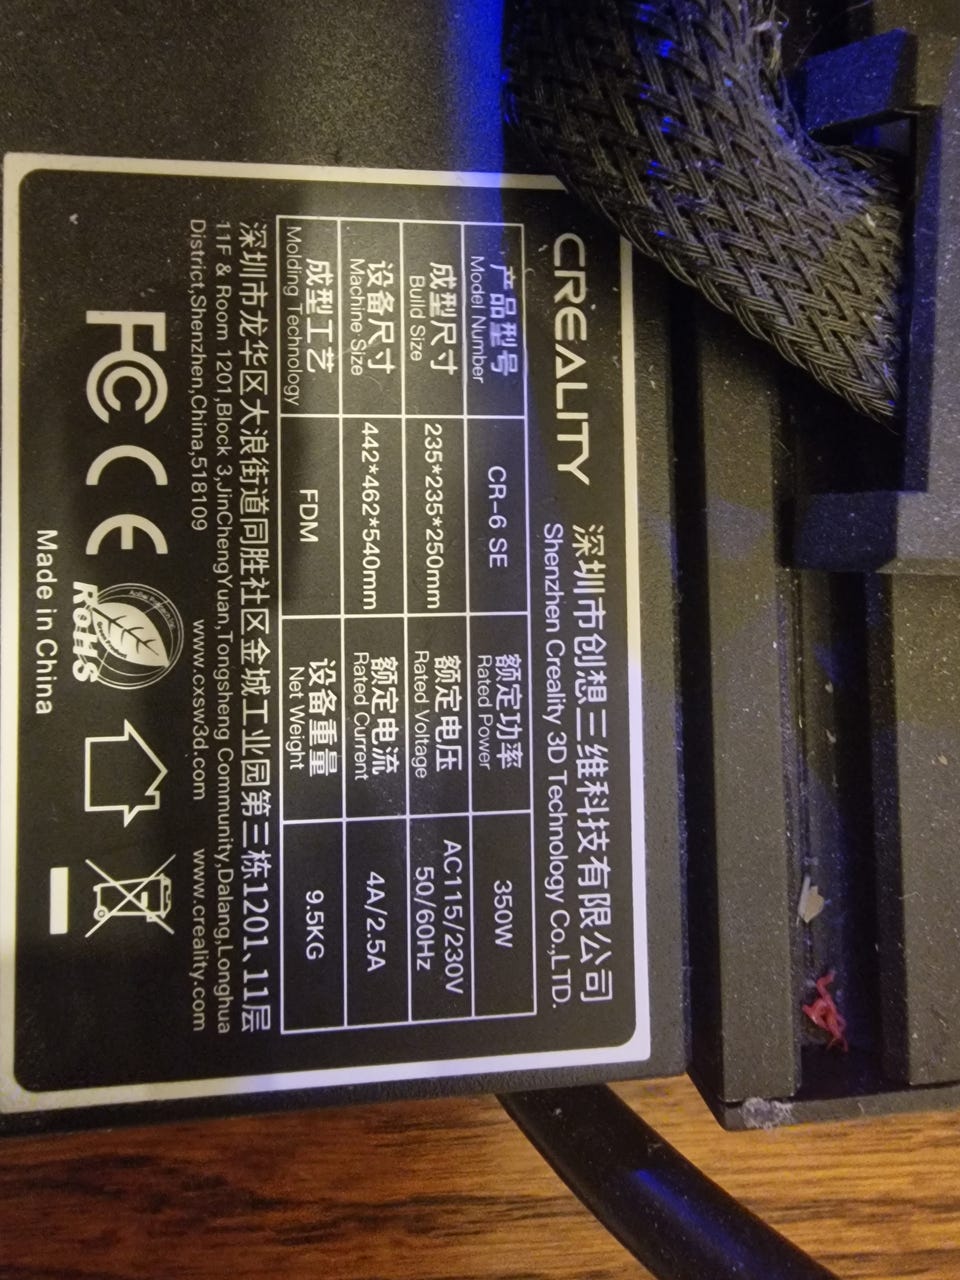 CREALITY
深圳市创想三维科技有限公司
Shenzhen Creality 3D Technology Co.,LTD.
产品型号
Model Number
CR-6 SE
额定功率
Rated Power
350W
成型尺寸
Build Size
235*235*250mm
额定电压
Rated Voltage
AC115/230V
50/60Hz
设备尺寸
Machine Size
442*462*540mm
额定电流
Rated Current
4A/2.5A
成型工艺
Molding Technology
FDM
设备重量
Net Weight
9.5KG
深圳市龙华区大浪街道同胜社区金城工业园第三栋1201、11层
11F & Room 1201,Block 3,JinChengYuan,Tongsheng Community,Dalang,Longhua
District,Shenzhen,China,518109 www.cxsw3d.com www.creality.com
FC CE RoHS
Made in China